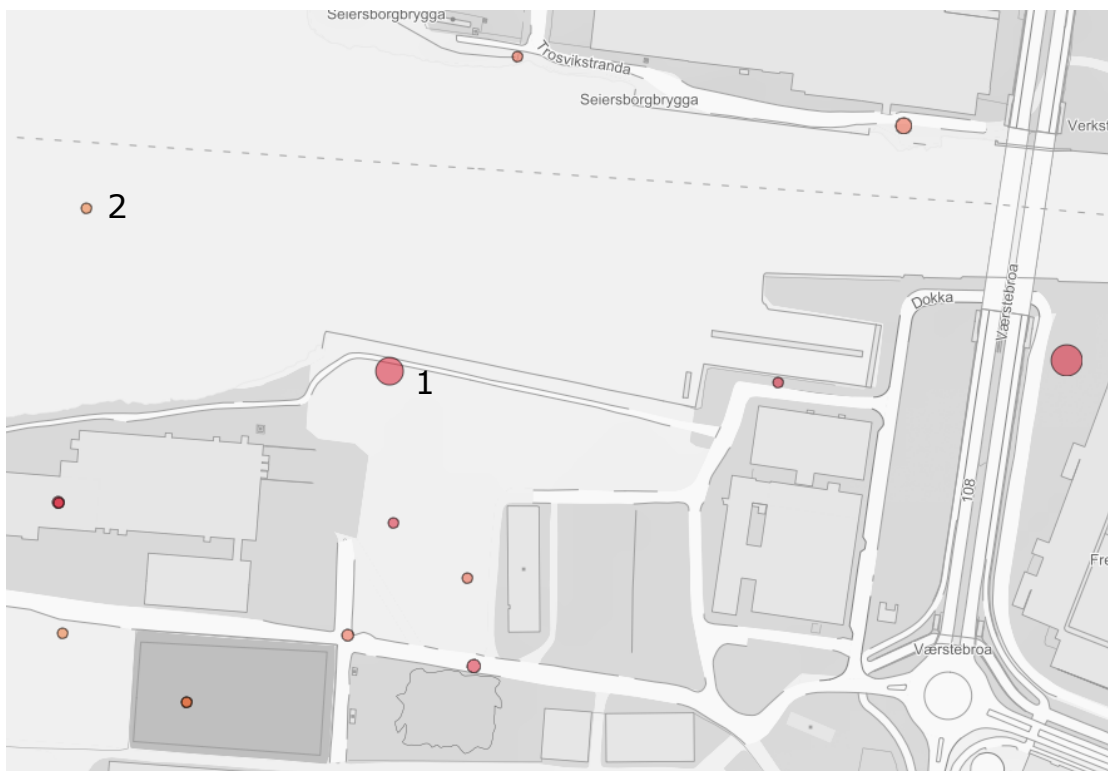 Seiersborgbrygga
Trosvikstranda
Seiersborgbrygga
Verkst
2
Værstebroa
Dokka
1
108
Fre
Værstebroa